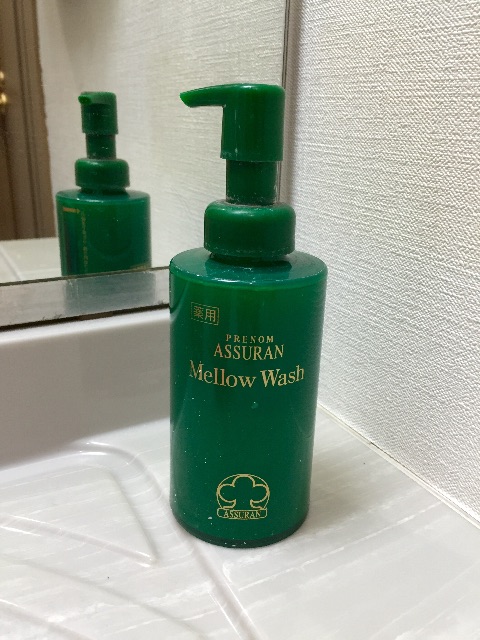 薬用
PRENOM
ASSURAN
Mellow Wash
ASSURAN